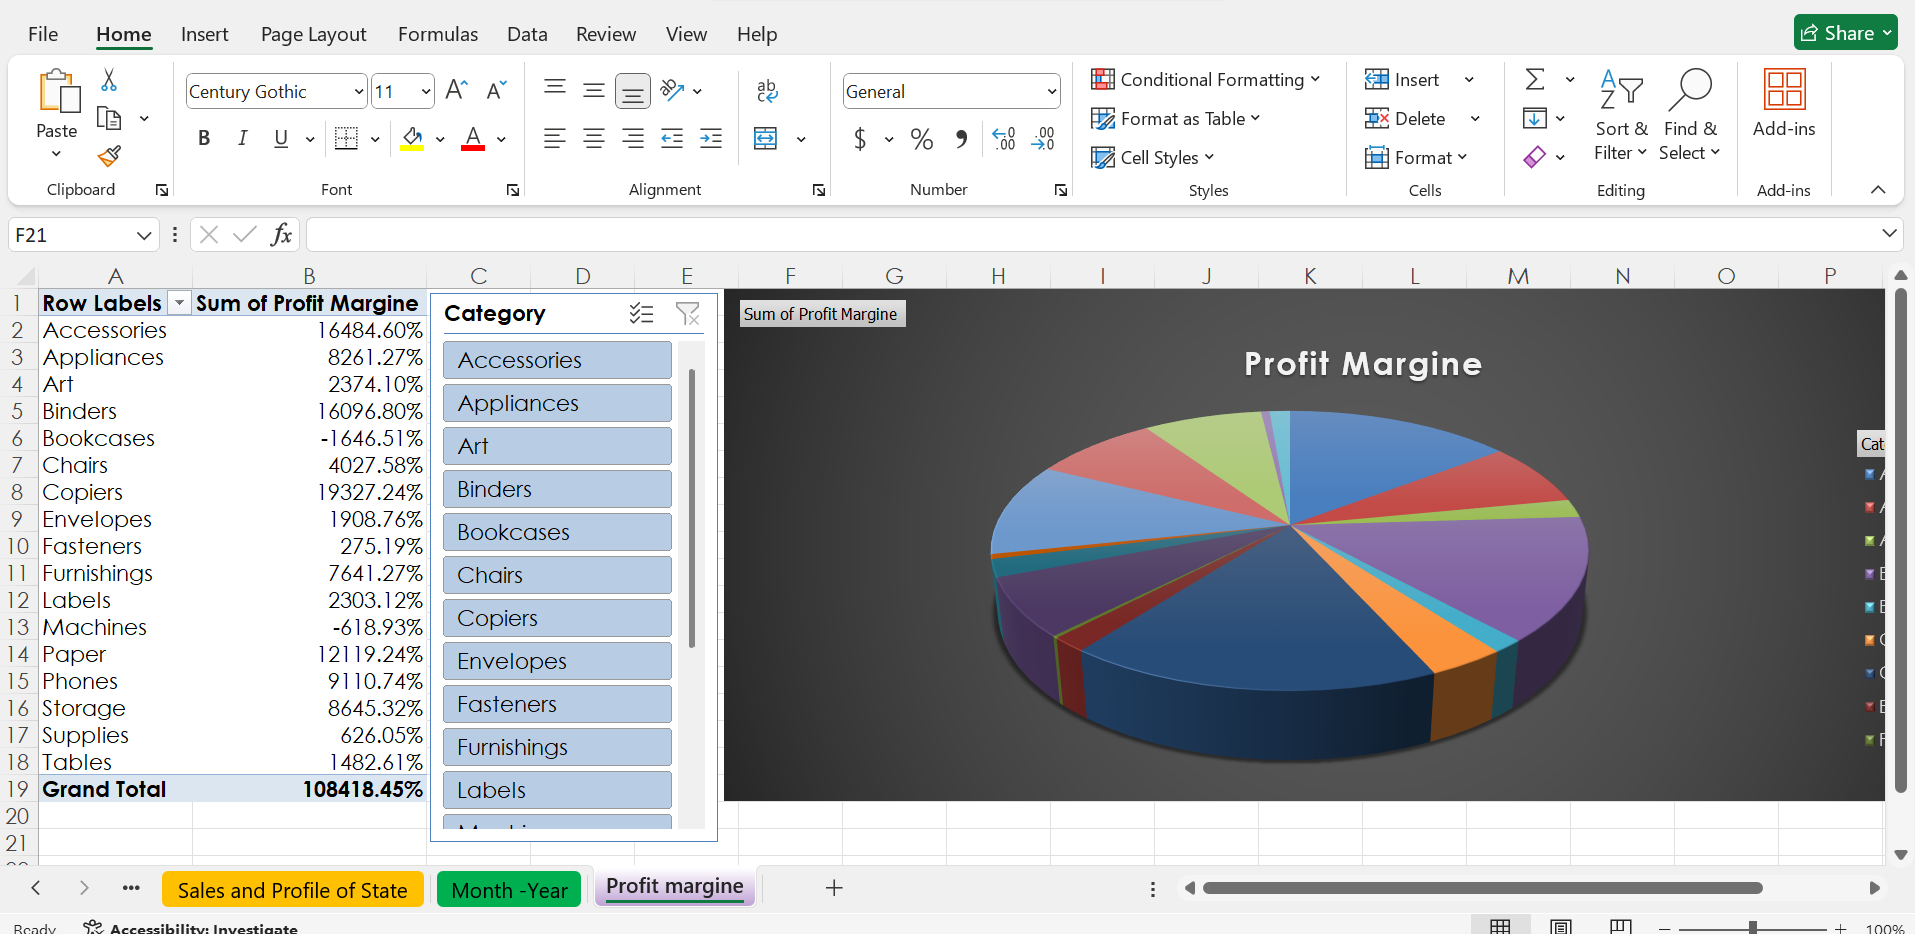 File Home Insert Page Layout Formulas Data Review View Help Share
Paste
Clipboard
Century Gothic 11
B I U A
Font
ab
Alignment
General
$ % 9
Number
Conditional Formatting
Format as Table
Cell Styles
Styles
Insert
Delete
Format
Cells
Sort &
Filter
Find &
Select
Editing
Add-ins
Add-ins
F21 fx
A B C D E F G H I J K L M N O P
1 Row Labels Sum of Profit Margine
2 Accessories 16484.60%
3 Appliances 8261.27%
4 Art 2374.10%
5 Binders 16096.80%
6 Bookcases -1646.51%
7 Chairs 4027.58%
8 Copiers 19327.24%
9 Envelopes 1908.76%
10 Fasteners 275.19%
11 Furnishings 7641.27%
12 Labels 2303.12%
13 Machines -618.93%
14 Paper 12119.24%
15 Phones 9110.74%
16 Storage 8645.32%
17 Supplies 626.05%
18 Tables 1482.61%
19 Grand Total 108418.45%
20
21
Category
Accessories
Appliances
Art
Binders
Bookcases
Chairs
Copiers
Envelopes
Fasteners
Furnishings
Labels
Sum of Profit Margine
Profit Margine
Cat
Sales and Profile of State Month -Year Profit margine
Ready Accessibility: Investigate 100%